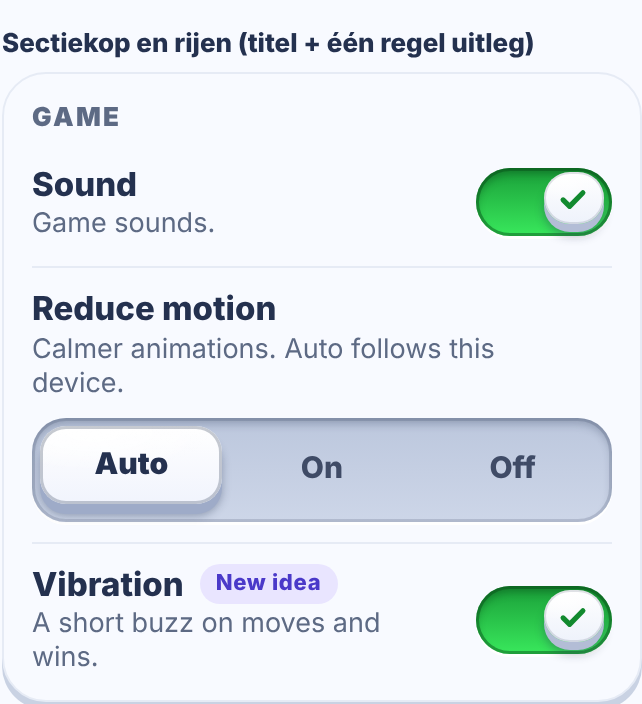 Sectiekop en rijen (titel + één regel uitleg)
GAME
Sound
Game sounds.
Reduce motion
Calmer animations. Auto follows this
device.
Auto On Off
Vibration New idea
A short buzz on moves and
wins.